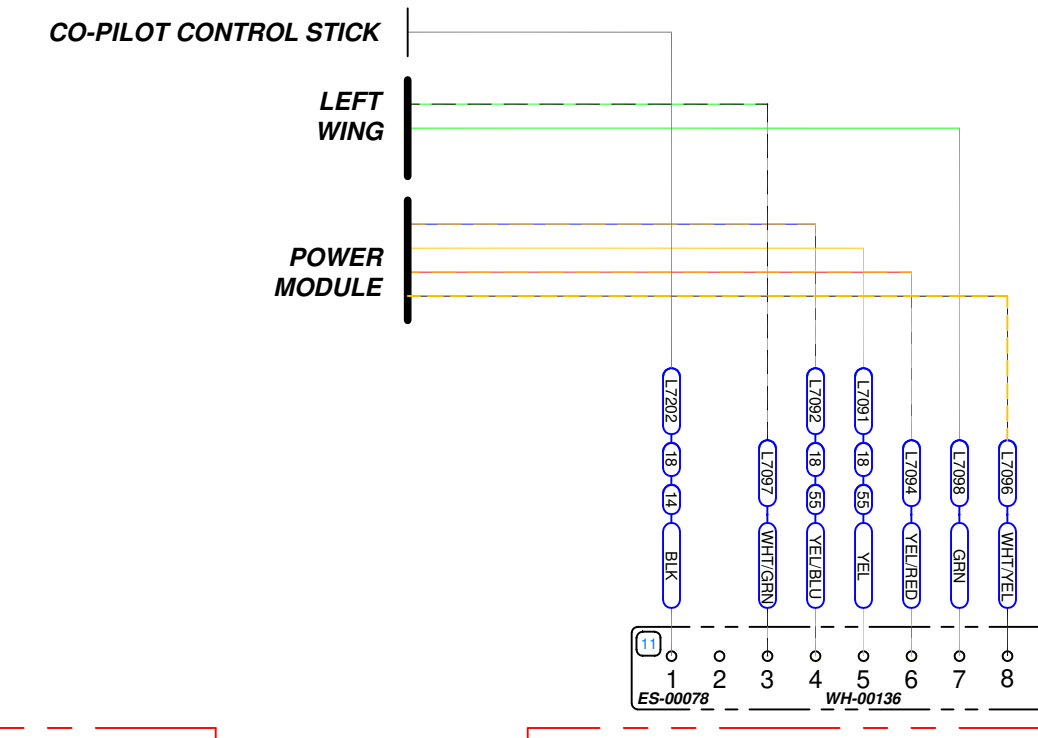 CO-PILOT CONTROL STICK
LEFT
WING
POWER
MODULE
L7202 18 14 BLK
L7097 WHT/GRN
L7092 18 55 YEL/BLU
L7091 18 55 YEL
L7094 YEL/RED
L7098 GRN
L7096 WHT/YEL
11
1 2 3 4 5 6 7 8
ES-00078 WH-00136